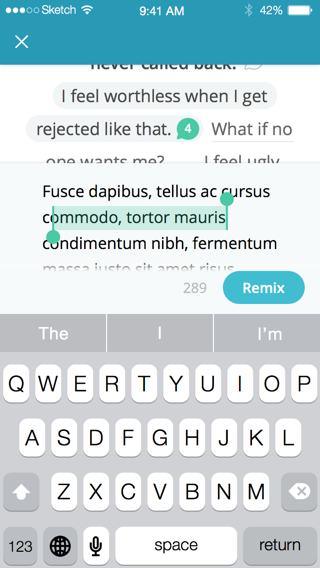 Sketch 9:41 AM 42%
never called back.
I feel worthless when I get
rejected like that. 4 What if no
one wants me? I feel ugly
Fusce dapibus, tellus ac cursus
commodo, tortor mauris
condimentum nibh, fermentum
massa justo sit amet risus
289 Remix
The I I'm
Q W E R T Y U I O P
A S D F G H J K L
Z X C V B N M
123 space return